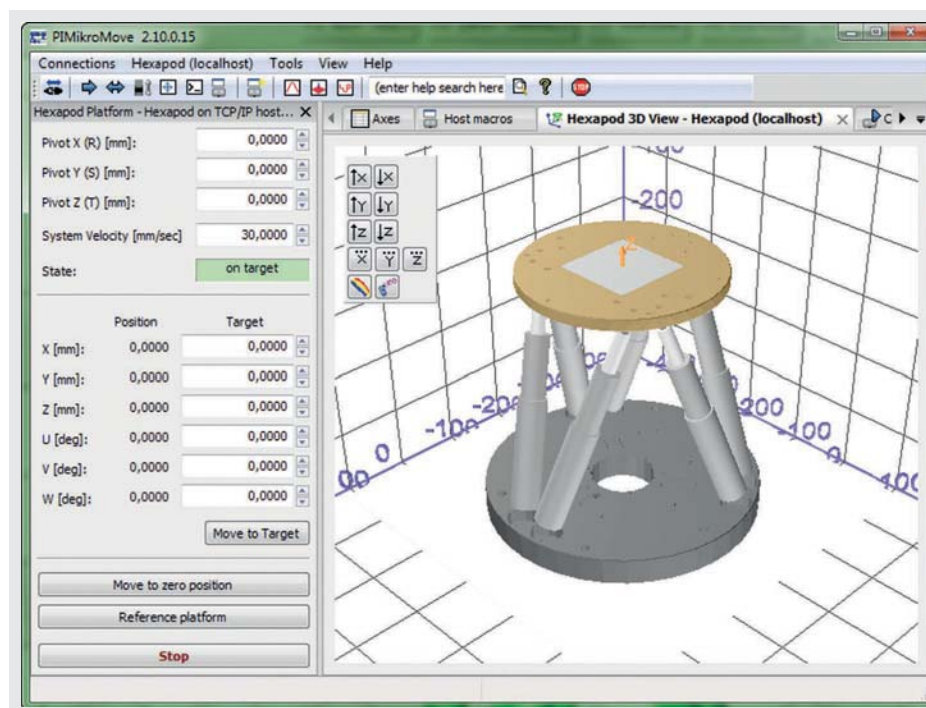 PIMikroMove 2.10.0.15
Connections Hexapod (localhost) Tools View Help
(enter help search here
STOP
Hexapod Platform - Hexapod on TCP/IP host...
Axes Host macros Hexapod 3D View - Hexapod (localhost) C
Pivot X (R) [mm]: 0,0000
Pivot Y (S) [mm]: 0,0000
Pivot Z (T) [mm]: 0,0000
System Velocity [mm/sec] 30,0000
State: on target
Position Target
X [mm]: 0,0000 0,0000
Y [mm]: 0,0000 0,0000
Z [mm]: 0,0000 0,0000
U [deg]: 0,0000 0,0000
V [deg]: 0,0000 0,0000
W [deg]: 0,0000 0,0000
Move to Target
Move to zero position
Reference platform
Stop
X X
Y Y
Z Z
X Y Z
-200
Z
-200
-100
0
200
-100
0
100